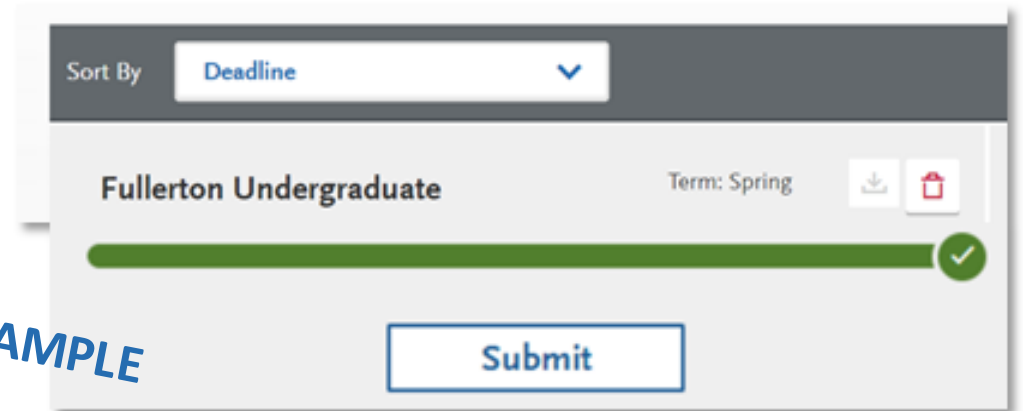 Sort By Deadline
Fullerton Undergraduate Term: Spring
Submit
AMPLE